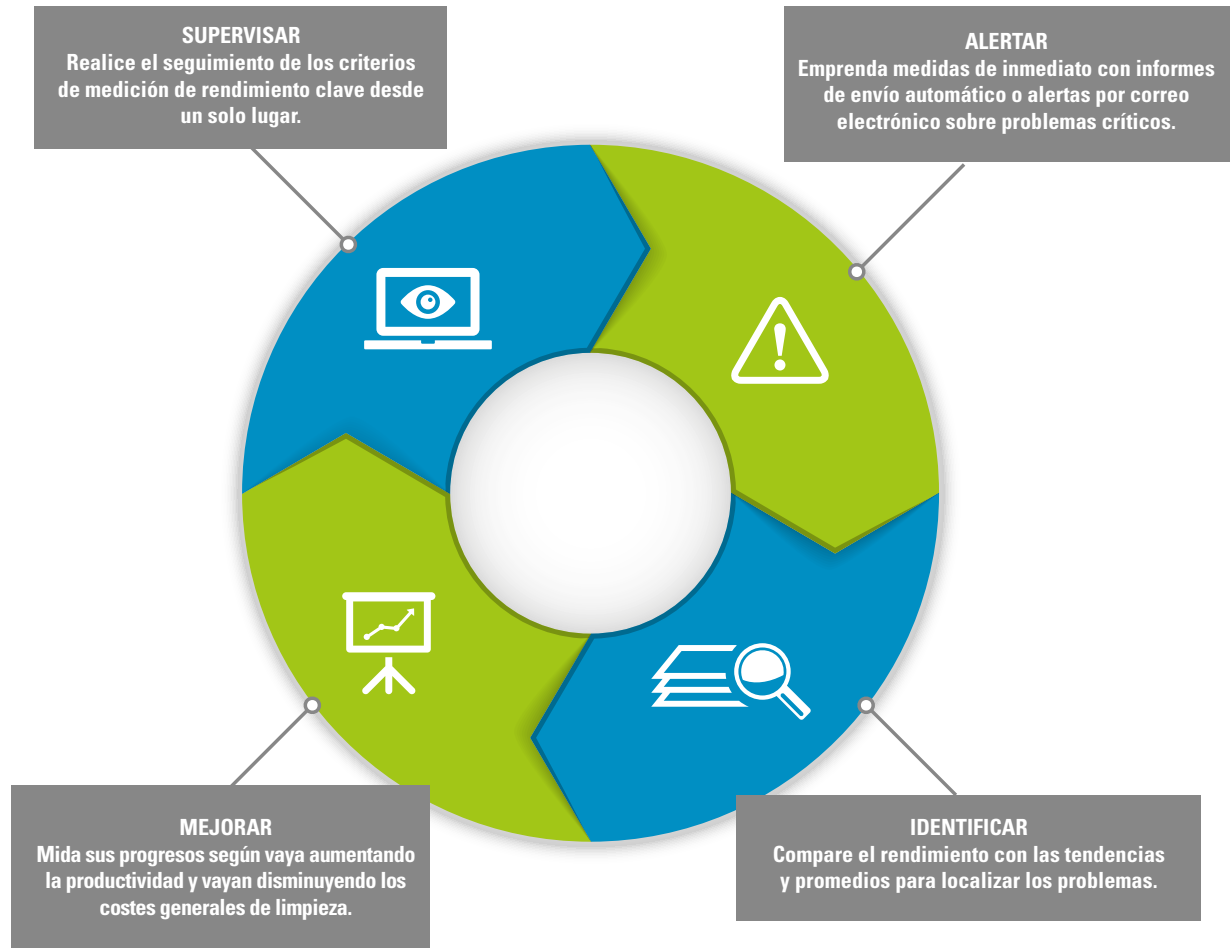 SUPERVISAR
Realice el seguimiento de los criterios
de medición de rendimiento clave desde
un solo lugar.
ALERTAR
Emprenda medidas de inmediato con informes
de envío automático o alertas por correo
electrónico sobre problemas críticos.
MEJORAR
Mida sus progresos según vaya aumentando
la productividad y vayan disminuyendo los
costes generales de limpieza.
IDENTIFICAR
Compare el rendimiento con las tendencias
y promedios para localizar los problemas.